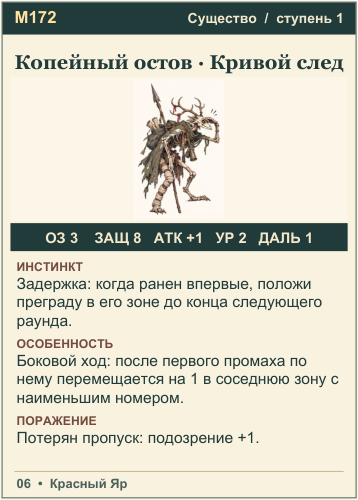 M172
Существо / ступень 1
Копейный остов · Кривой след
ОЗ 3 ЗАЩ 8 АТК +1 УР 2 ДАЛЬ 1
ИНСТИНКТ
Задержка: когда ранен впервые, положи
преграду в его зоне до конца следующего
раунда.
ОСОБЕННОСТЬ
Боковой ход: после первого промаха по
нему перемещается на 1 в соседнюю зону с
наименьшим номером.
ПОРАЖЕНИЕ
Потерян пропуск: подозрение +1.
06 • Красный Яр